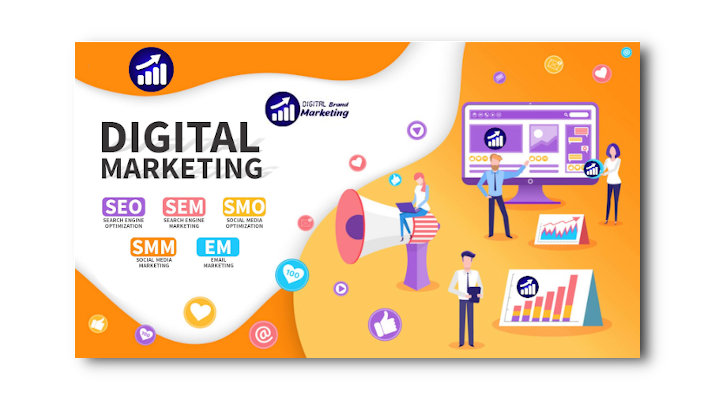 DIGITAL Brand
Marketing
DIGITAL
MARKETING
SEO
SEARCH ENGINE
OPTIMIZATION
SEM
SEARCH ENGINE
MARKETING
SMO
SOCIAL MEDIA
OPTIMIZATION
SMM
SOCIAL MEDIA
MARKETING
EM
EMAIL
MARKETING
100
100
@
@